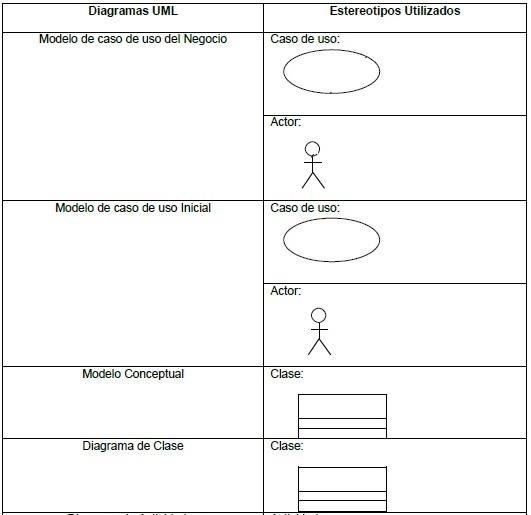 Diagramas UML
Estereotipos Utilizados
Modelo de caso de uso del Negocio
Caso de uso:
Actor:
Modelo de caso de uso Inicial
Caso de uso:
Actor:
Modelo Conceptual
Clase:
Diagrama de Clase
Clase: